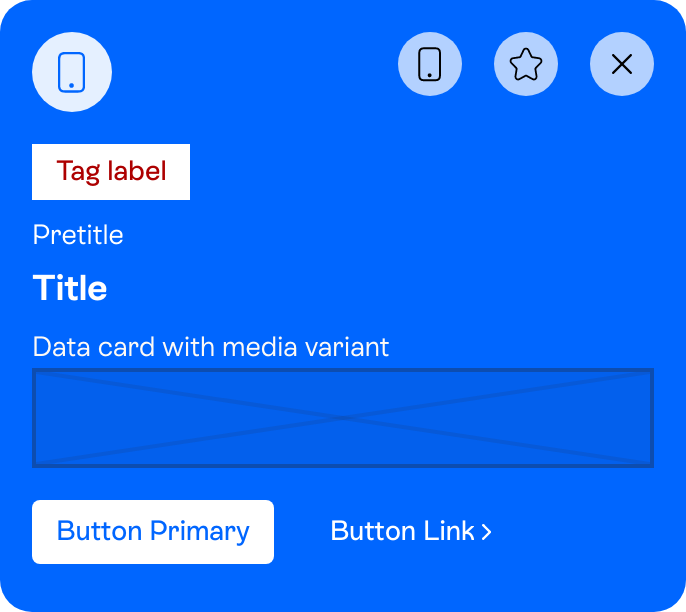 Tag label
Pretitle
Title
Data card with media variant
Button Primary
Button Link